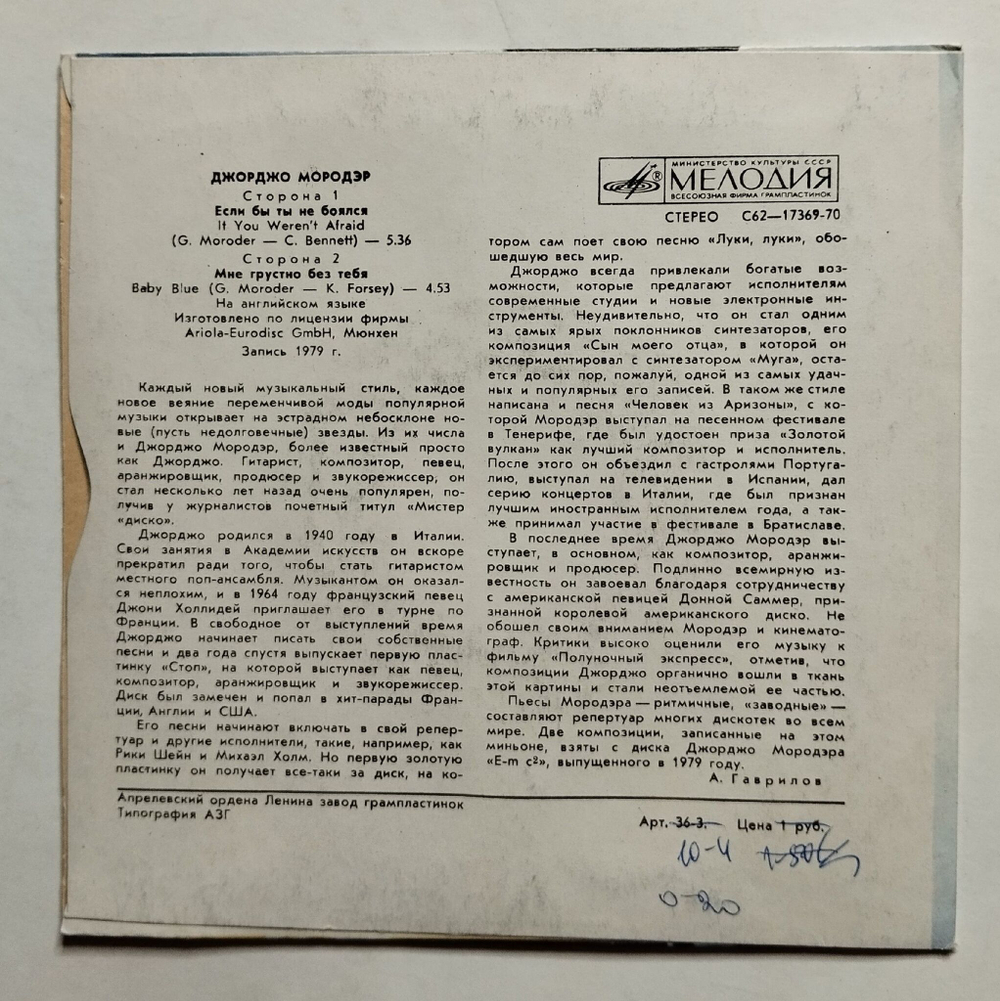 ДЖОРДЖО МОРОДЭР
Сторона 1
Если бы ты не боялся
If You Weren't Afraid
(G. Moroder — C. Bennett) — 5.36
Сторона 2
Мне грустно без тебя
Baby Blue (G. Moroder — K. Forsey) — 4.53
На английском языке
Изготовлено по лицензии фирмы
Ariola-Eurodisc GmbH, Мюнхен
Запись 1979 г.
Каждый новый музыкальный стиль, каждое
новое веяние переменчивой моды популярной
музыки открывает на эстрадном небосклоне но-
вые (пусть недолговечные) звезды. Из их числа
и Джорджо Мородэр, более известный просто
как Джорджо. Гитарист, композитор, певец,
аранжировщик, продюсер и звукорежиссер, он
стал несколько лет назад очень популярен, по-
лучив у журналистов почетный титул «Мистер
«диско».
Джорджо родился в 1940 году в Италии.
Свои занятия в Академии искусств он вскоре
прекратил ради того, чтобы стать гитаристом
местного поп-ансамбля. Музыкантом он оказал-
ся неплохим, и в 1964 году французский певец
Джони Холлидей приглашает его в турне по
Франции. В свободное от выступлений время
Джорджо начинает писать свои собственные
песни и два года спустя выпускает первую плас-
тинку «Стоп», на которой выступает как певец,
композитор, аранжировщик и звукорежиссер.
Диск был замечен и попал в хит-парады Фран-
ции, Англии и США.
Его песни начинают включать в свой репер-
туар и другие исполнители, такие, например, как
Рики Шейн и Михаэл Холм. Но первую золотую
пластинку он получает все-таки за диск, на ко-
МИНИСТЕРСТВО КУЛЬТУРЫ СССР
МЕЛОДИЯ
ВСЕСОЮЗНАЯ ФИРМА ГРАМПЛАСТИНОК
®
СТЕРЕО С62—17369-70
тором сам поет свою песню «Луки, луки», обо-
шедшую весь мир.
Джорджо всегда привлекали богатые воз-
можности, которые предлагают исполнителям
современные студии и новые электронные ин-
струменты. Неудивительно, что он стал одним
из самых ярых поклонников синтезаторов, его
композиция «Сын моего отца», в которой он
экспериментировал с синтезатором «Муга», оста-
ется до сих пор, пожалуй, одной из самых удач-
ных и популярных его записей. В таком же стиле
написана и песня «Человек из Аризоны», с ко-
торой Мородэр выступал на песенном фестивале
в Тенерифе, где был удостоен приза «Золотой
вулкан» как лучший композитор и исполнитель.
После этого он объездил с гастролями Португа-
лию, выступал на телевидении в Испании, дал
серию концертов в Италии, где был признан
лучшим иностранным исполнителем года, а так-
же принимал участие в фестивале в Братиславе.
В последнее время Джорджо Мородэр вы-
ступает, в основном, как композитор, аранжи-
ровщик и продюсер. Подлинно всемирную из-
вестность он завоевал благодаря сотрудничеству
с американской певицей Донной Саммер, при-
знанной королевой американского диско. Не
обошел своим вниманием Мородэр и кинемато-
граф. Критики высоко оценили его музыку к
фильму «Полуночный экспресс», отметив, что
композиции Джорджо органично вошли в ткань
этой картины и стали неотъемлемой ее частью.
Пьесы Мородэра — ритмичные, «заводные» —
составляют репертуар многих дискотек во всем
мире. Две композиции, записанные на этом
миньоне, взяты с диска Джорджо Мородэра
«E-m c²», выпущенного в 1979 году.
А. Гаврилов
Апрелевский ордена Ленина завод грампластинок
Типография АЗГ
Арт. 36-3. Цена 1 руб.
10-4
0-20